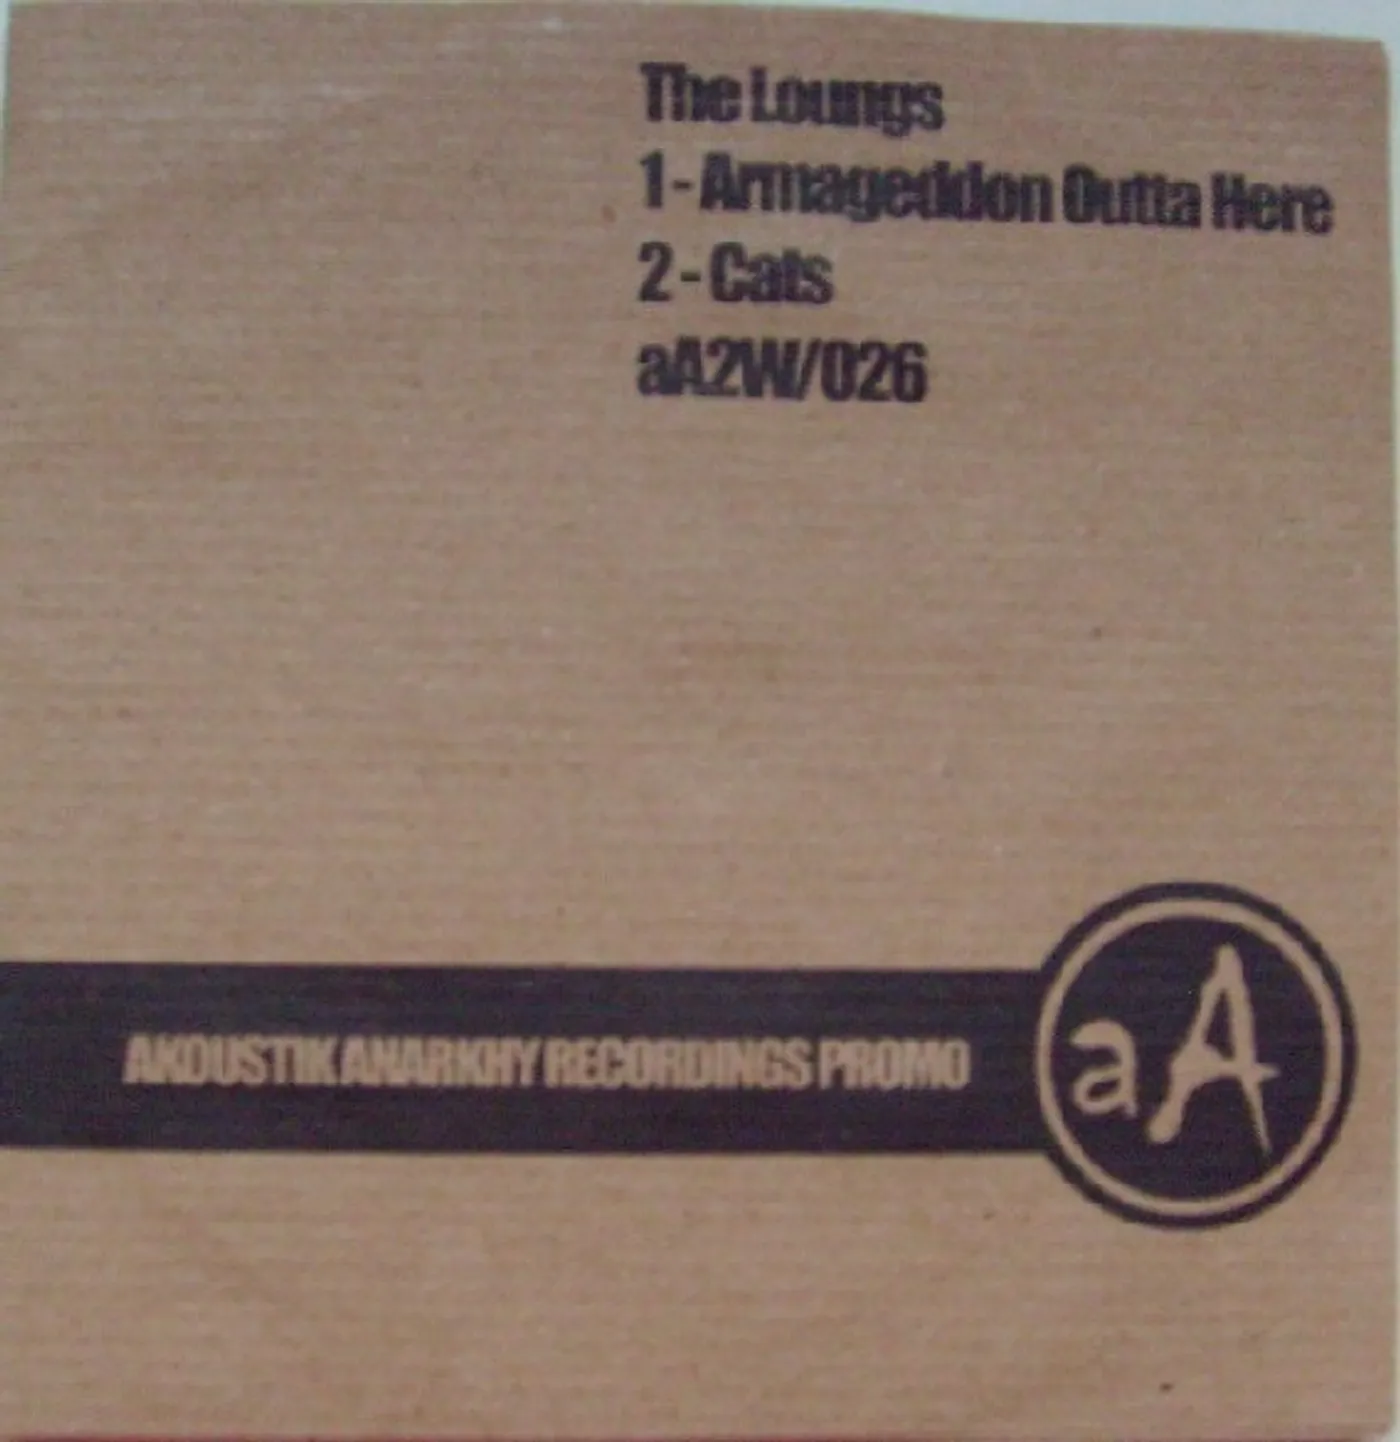 The Loungs
1 - Armageddon Outta Here
2 - Cats
aA2W/026
AKOUSTIK ANARKHY RECORDINGS PROMO
aA